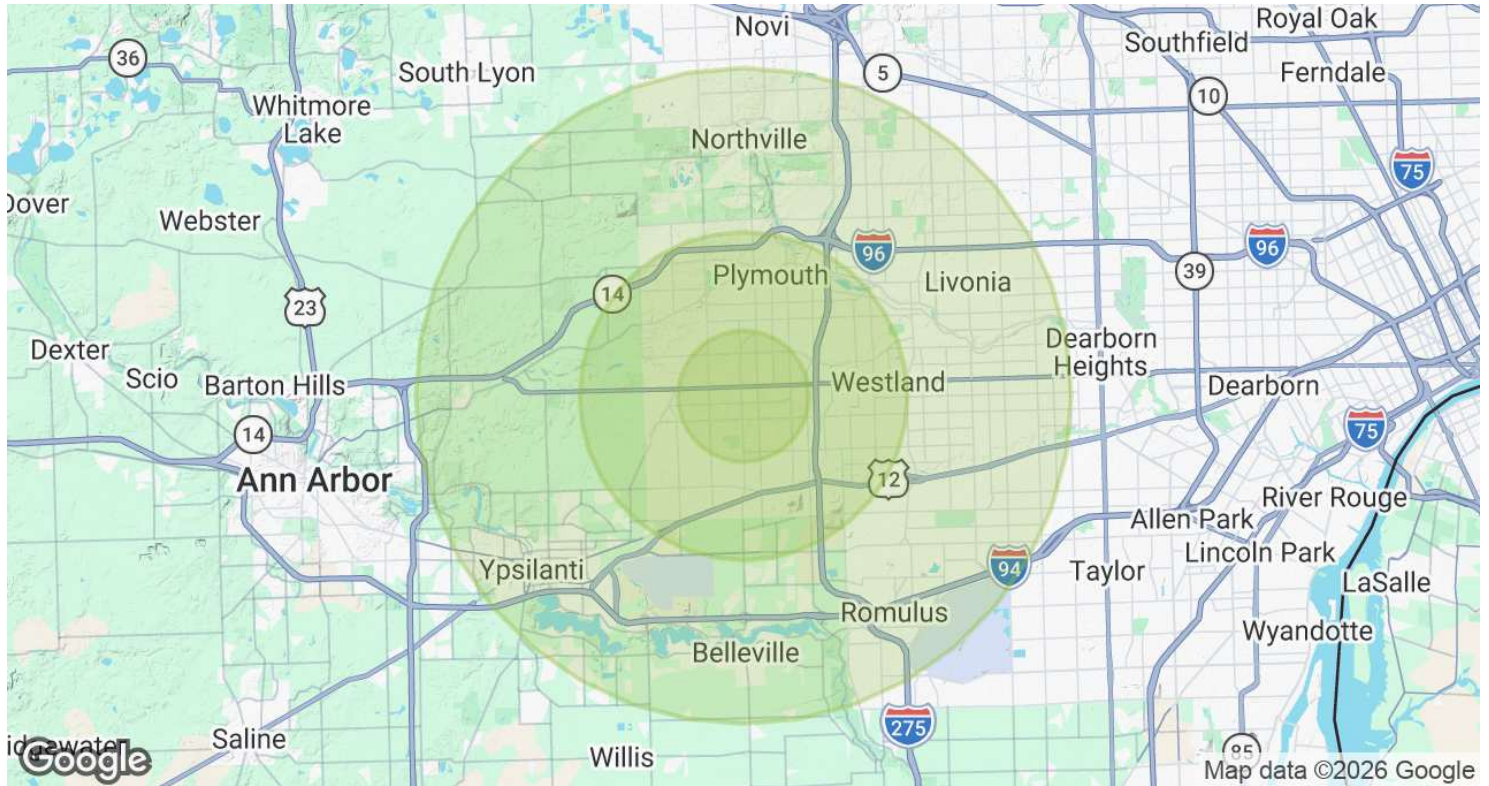 Novi
Royal Oak
Southfield
Ferndale
36
South Lyon
5
10
Whitmore
Lake
Northville
75
Dover
Webster
96
96
39
Plymouth
Livonia
14
23
Dexter
Scio
Barton Hills
Westland
Dearborn
Heights
Dearborn
14
75
Ann Arbor
12
River Rouge
Allen Park
Lincoln Park
Ypsilanti
94
Taylor
LaSalle
Romulus
Wyandotte
Belleville
275
Saline
Willis
85
idgewater
Google
Map data ©2026 Google